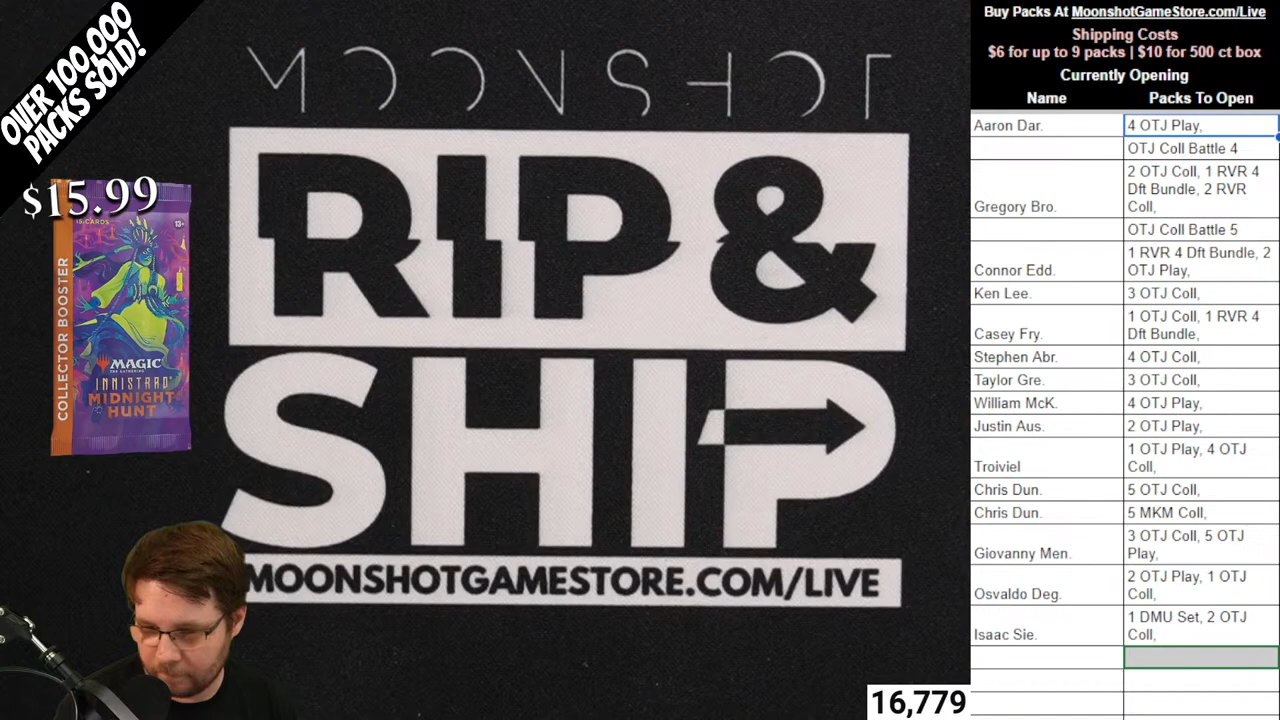 OVER 100,000
PACKS SOLD!
$15.99
15 CARDS
13+
COLLECTOR BOOSTER
MAGIC
THE GATHERING
INNISTRAD
MIDNIGHT
HUNT
MOONSHOT
RIP &
SHIP
MOONSHOTGAMESTORE.COM/LIVE
16,779
Buy Packs At MoonshotGameStore.com/Live
Shipping Costs
$6 for up to 9 packs | $10 for 500 ct box
Currently Opening
Name Packs To Open
Aaron Dar. 4 OTJ Play,
OTJ Coll Battle 4
2 OTJ Coll, 1 RVR 4
Dft Bundle, 2 RVR
Gregory Bro. Coll,
OTJ Coll Battle 5
1 RVR 4 Dft Bundle, 2
Connor Edd. OTJ Play,
Ken Lee. 3 OTJ Coll,
1 OTJ Coll, 1 RVR 4
Casey Fry. Dft Bundle,
Stephen Abr. 4 OTJ Coll,
Taylor Gre. 3 OTJ Coll,
William McK. 4 OTJ Play,
Justin Aus. 2 OTJ Play,
1 OTJ Play, 4 OTJ
Troiviel Coll,
Chris Dun. 5 OTJ Coll,
Chris Dun. 5 MKM Coll,
3 OTJ Coll, 5 OTJ
Giovanny Men. Play,
2 OTJ Play, 1 OTJ
Osvaldo Deg. Coll,
1 DMU Set, 2 OTJ
Isaac Sie. Coll,